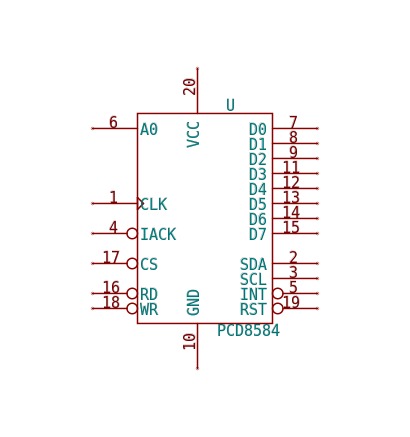 20
U
6 A0 VCC D0 7
D1 8
D2 9
D3 11
D4 12
1 CLK D5 13
D6 14
4 IACK D7 15
17 CS SDA 2
SCL 3
16 RD GND INT 5
18 WR RST 19
10 PCD8584